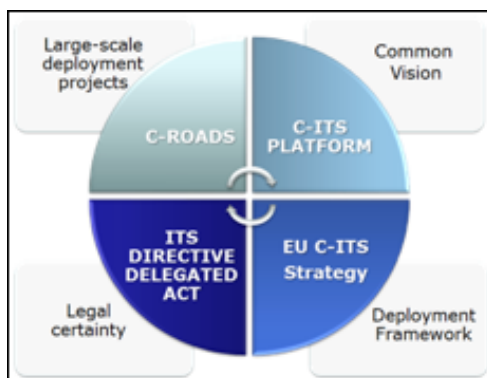 Large-scale
deployment
projects
Common
Vision
C-ROADS
C-ITS
PLATFORM
ITS
DIRECTIVE
DELEGATED
ACT
EU C-ITS
Strategy
Legal
certainty
Deployment
Framework